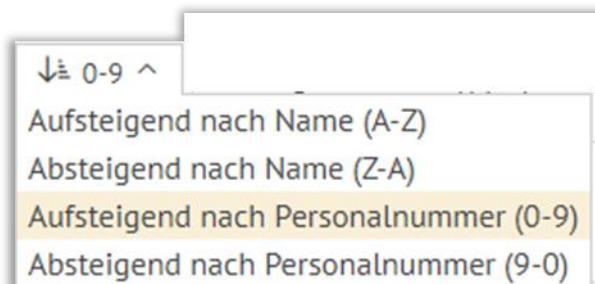 0-9
Aufsteigend nach Name (A-Z)
Absteigend nach Name (Z-A)
Aufsteigend nach Personalnummer (0-9)
Absteigend nach Personalnummer (9-0)